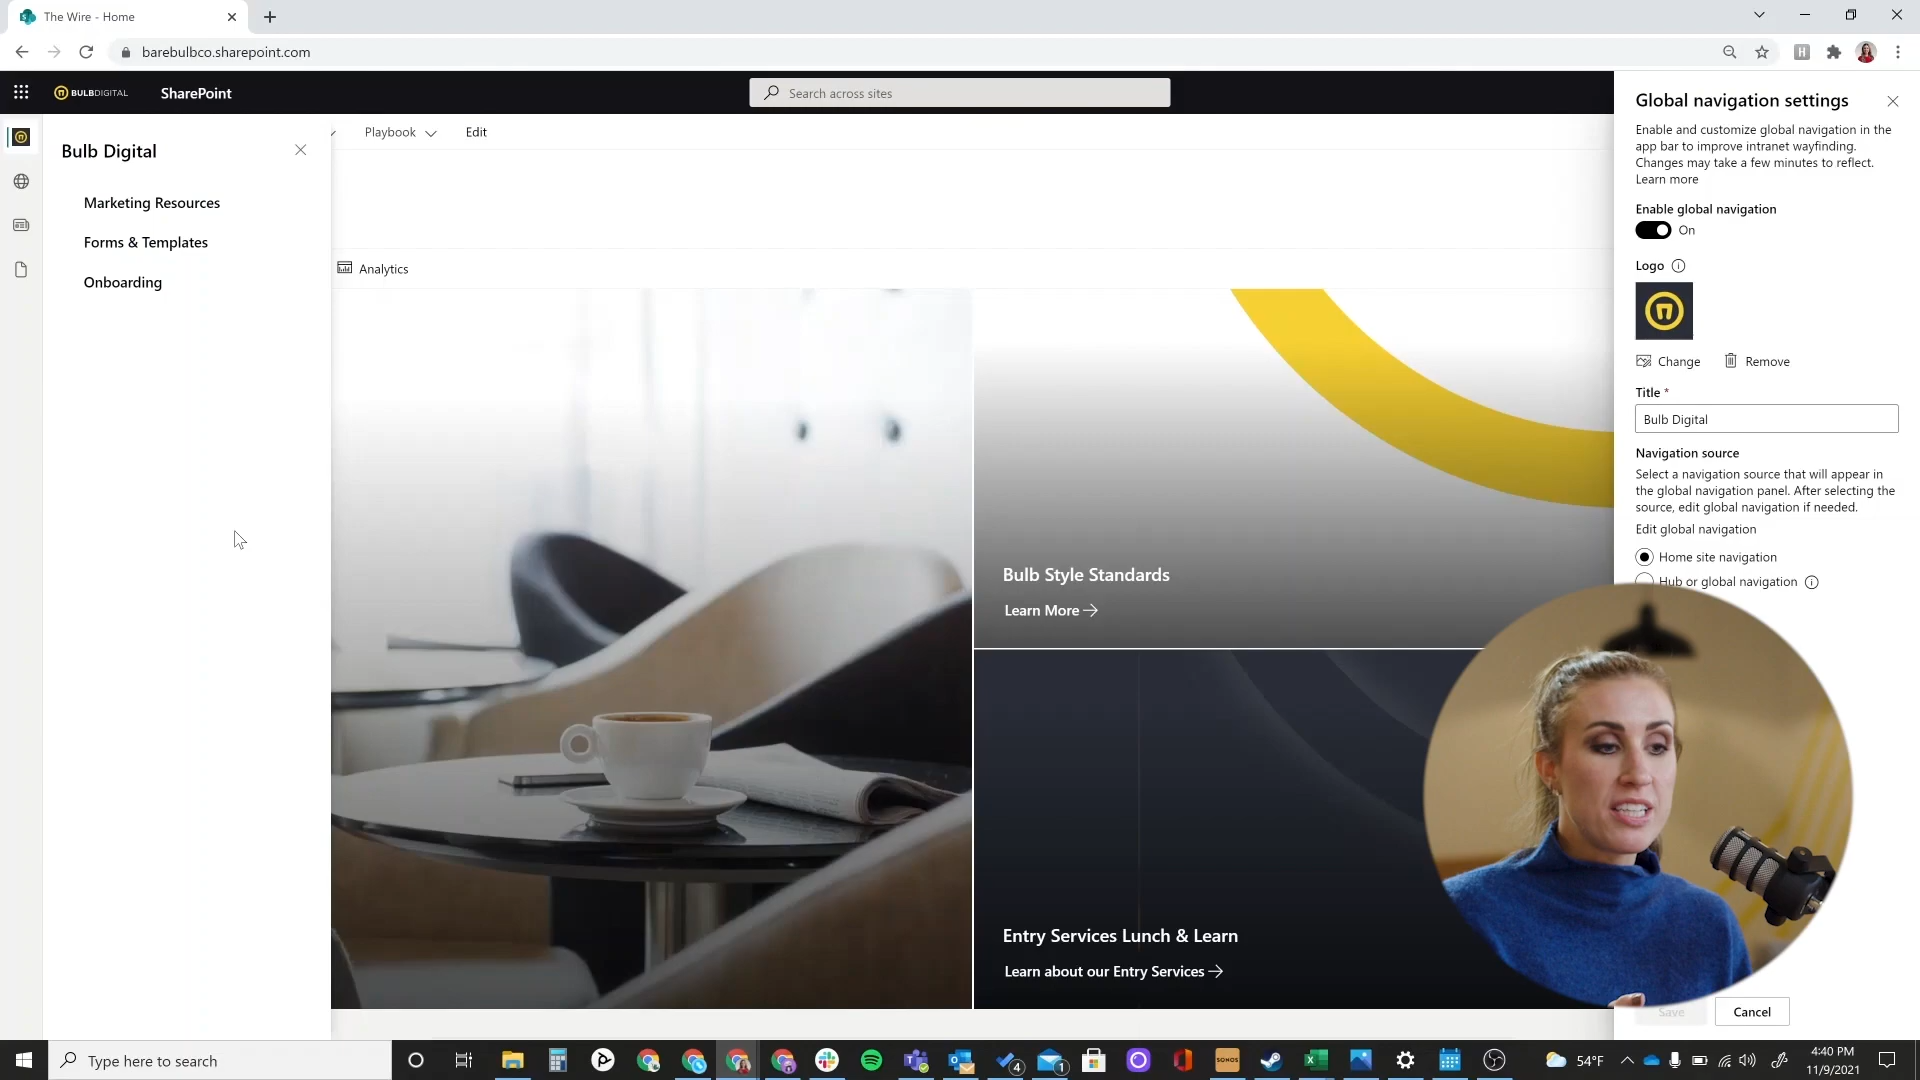 The Wire - Home
barebulbco.sharepoint.com
BULBDIGITAL
SharePoint
Search across sites
Playbook
Edit
Bulb Digital
Marketing Resources
Forms & Templates
Onboarding
Analytics
Bulb Style Standards
Learn More
Entry Services Lunch & Learn
Learn about our Entry Services
Global navigation settings
Enable and customize global navigation in the
app bar to improve intranet wayfinding.
Changes may take a few minutes to reflect.
Learn more
Enable global navigation
On
Logo
Change
Remove
Title *
Bulb Digital
Navigation source
Select a navigation source that will appear in
the global navigation panel. After selecting the
source, edit global navigation if needed.
Edit global navigation
Home site navigation
Hub or global navigation
Save
Cancel
Type here to search
SONOS
4
1
54°F
4:40 PM
11/9/2021